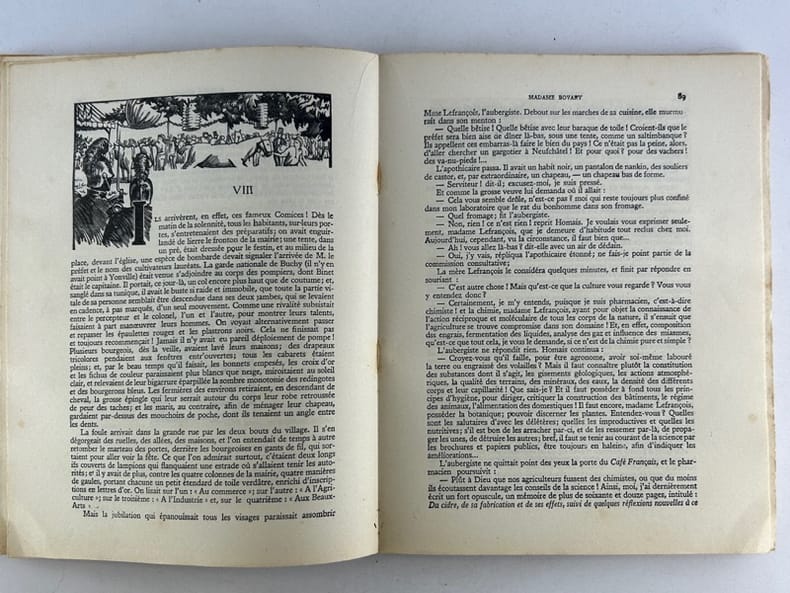 VIII
ILS arrivèrent, en effet, ces fameux Comices ! Dès le
matin de la solennité, tous les habitants, sur leurs por-
tes, s'entretenaient des préparatifs; on avait enguir-
landé de lierre le fronton de la mairie; une tente, dans
un pré, était dressée pour le festin, et au milieu de la
place, devant l'église, une espèce de bombarde devait signaler l'arrivée de M. le
préfet et le nom des cultivateurs lauréats. La garde nationale de Buchy (il n'y en
avait point à Yonville) était venue s'adjoindre au corps des pompiers, dont Binet
était le capitaine. Il portait, ce jour-là, un col encore plus haut que de coutume; et,
sanglé dans sa tunique, il avait le buste si raide et immobile, que toute la partie vi-
tale de sa personne semblait être descendue dans ses deux jambes, qui se levaient
en cadence, à pas marqués, d'un seul mouvement. Comme une rivalité subsistait
entre le percepteur et le colonel, l'un et l'autre, pour montrer leurs talents,
faisaient à part manœuvrer leurs hommes. On voyait alternativement passer
et repasser les épaulettes rouges et les plastrons noirs. Cela ne finissait pas
et toujours recommençait ! Jamais il n'y avait eu pareil déploiement de pompe !
Plusieurs bourgeois, dès la veille, avaient lavé leurs maisons; des drapeaux
tricolores pendaient aux fenêtres entr'ouvertes; tous les cabarets étaient
pleins; et, par le beau temps qu'il faisait, les bonnets empesés, les croix d'or
et les fichus de couleur paraissaient plus blancs que neige, miroitaient au soleil
clair, et relevaient de leur bigarrure éparpillée la sombre monotonie des redingotes
et des bourgerons bleus. Les fermières des environs retiraient, en descendant de
cheval, la grosse épingle qui leur serrait autour du corps leur robe retroussée
de peur des taches; et les maris, au contraire, afin de ménager leur chapeau,
gardaient par-dessus des mouchoirs de poche, dont ils tenaient un angle entre
les dents.
La foule arrivait dans la grande rue par les deux bouts du village. Il s'en
dégorgeait des ruelles, des allées, des maisons, et l'on entendait de temps à autre
retomber le marteau des portes, derrière les bourgeoises en gants de fil, qui sor-
taient pour aller voir la fête. Ce que l'on admirait surtout, c'étaient deux longs
ifs couverts de lampions qui flanquaient une estrade où s'allaient tenir les auto-
rités; et il y avait de plus, contre les quatre colonnes de la mairie, quatre manières
de gaules, portant chacune un petit étendard de toile verdâtre, enrichi d'inscrip-
tions en lettres d'or. On lisait sur l'un : « Au commerce »; sur l'autre : « A l'Agri-
culture »; sur le troisième : « A l'Industrie » et, sur le quatrième : « Aux Beaux-
Arts ».
Mais la jubilation qui épanouissait tous les visages paraissait assombrir
MADAME BOVARY 89
Mme Lefrançois, l'aubergiste. Debout sur les marches de sa cuisine, elle murmu
rait dans son menton :
— Quelle bêtise ! Quelle bêtise avec leur baraque de toile ! Croient-ils que le
préfet sera bien aise de dîner là-bas, sous une tente, comme un saltimbanque ?
Ils appellent ces embarras-là faire le bien du pays ! Ce n'était pas la peine, alors,
d'aller chercher un gargotier à Neufchâtel ! Et pour quoi ? pour des vachers !
des va-nu-pieds !...
L'apothicaire passa. Il avait un habit noir, un pantalon de nankin, des souliers
de castor, et, par extraordinaire, un chapeau, — un chapeau bas de forme.
— Serviteur ! dit-il; excusez-moi, je suis pressé.
Et comme la grosse veuve lui demanda où il allait :
— Cela vous semble drôle, n'est-ce pas ? moi qui reste toujours plus confiné
dans mon laboratoire que le rat du bonhomme dans son fromage.
— Quel fromage; fit l'aubergiste.
— Non, rien ! ce n'est rien ! reprit Homais. Je voulais vous exprimer seule-
ment, madame Lefrançois, que je demeure d'habitude tout reclus chez moi.
Aujourd'hui, cependant, vu la circonstance, il faut bien que...
— Ah ! vous allez là-bas ? dit-elle avec un air de dédain.
— Oui, j'y vais, répliqua l'apothicaire étonné; ne fais-je point partie de la
commission consultative;
La mère Lefrançois le considéra quelques minutes, et finit par répondre en
souriant :
— C'est autre chose ! Mais qu'est-ce que la culture vous regarde ? Vous vous
y entendez donc ?
— Certainement, je m'y entends, puisque je suis pharmacien, c'est-à-dire
chimiste ! et la chimie, madame Lefrançois, ayant pour objet la connaissance de
l'action réciproque et moléculaire de tous les corps de la nature, il s'ensuit que
l'agriculture se trouve comprise dans son domaine ! Et, en effet, composition
des engrais, fermentation des liquides, analyse des gaz et influence des miasmes,
qu'est-ce que tout cela, je vous le demande, si ce n'est de la chimie pure et simple ?
L'aubergiste ne répondit rien. Homais continua :
— Croyez-vous qu'il faille, pour être agronome, avoir soi-même labouré
la terre ou engraissé des volailles ? Mais il faut connaître plutôt la constitution
des substances dont il s'agit, les gisements géologiques, les actions atmosphé-
riques, la qualité des terrains, des minéraux, des eaux, la densité des différents
corps et leur capillarité ! Que sais-je ? Et il faut posséder à fond tous les prin-
cipes d'hygiène, pour diriger, critiquer la construction des bâtiments, le régime
des animaux, l'alimentation des domestiques ! Il faut encore, madame Lefrançois,
posséder la botanique; pouvoir discerner les plantes. Entendez-vous ? Quelles
sont les salutaires d'avec les délétères; quelles les improductives et quelles les
nutritives; s'il est bon de les arracher par-ci, et de les ressemer par-là, de propa-
ger les unes, de détruire les autres; bref, il faut se tenir au courant de la science par
les brochures et papiers publics, être toujours en haleine, afin d'indiquer les
améliorations...
L'aubergiste ne quittait point des yeux la porte du Café Français, et le phar-
macien poursuivit :
— Plût à Dieu que nos agriculteurs fussent des chimistes, ou que du moins
ils écoutassent davantage les conseils de la science ! Ainsi, moi, j'ai dernièrement
écrit un fort opuscule, un mémoire de plus de soixante et douze pages, intitulé :
Du cidre, de sa fabrication et de ses effets, suivi de quelques réflexions nouvelles à ce